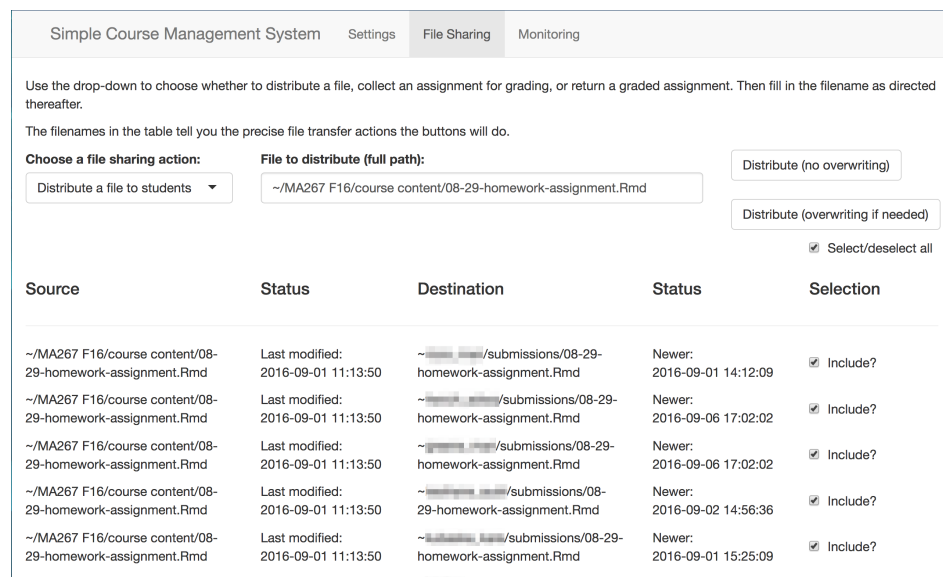 Simple Course Management System Settings File Sharing Monitoring
Use the drop-down to choose whether to distribute a file, collect an assignment for grading, or return a graded assignment. Then fill in the filename as directed
thereafter.
The filenames in the table tell you the precise file transfer actions the buttons will do.
Choose a file sharing action: File to distribute (full path):
Distribute (no overwriting)
Distribute a file to students ~/MA267 F16/course content/08-29-homework-assignment.Rmd
Distribute (overwriting if needed)
Select/deselect all
Source Status Destination Status Selection
~/MA267 F16/course content/08- Last modified: ~ /submissions/08-29- Newer:
29-homework-assignment.Rmd 2016-09-01 11:13:50 homework-assignment.Rmd 2016-09-01 14:12:09 Include?
~/MA267 F16/course content/08- Last modified: ~ /submissions/08-29- Newer:
29-homework-assignment.Rmd 2016-09-01 11:13:50 homework-assignment.Rmd 2016-09-06 17:02:02 Include?
~/MA267 F16/course content/08- Last modified: ~ /submissions/08-29- Newer:
29-homework-assignment.Rmd 2016-09-01 11:13:50 homework-assignment.Rmd 2016-09-06 17:02:02 Include?
~/MA267 F16/course content/08- Last modified: ~ /submissions/08- Newer:
29-homework-assignment.Rmd 2016-09-01 11:13:50 29-homework-assignment.Rmd 2016-09-02 14:56:36 Include?
~/MA267 F16/course content/08- Last modified: ~ /submissions/08-29- Newer:
29-homework-assignment.Rmd 2016-09-01 11:13:50 homework-assignment.Rmd 2016-09-01 15:25:09 Include?